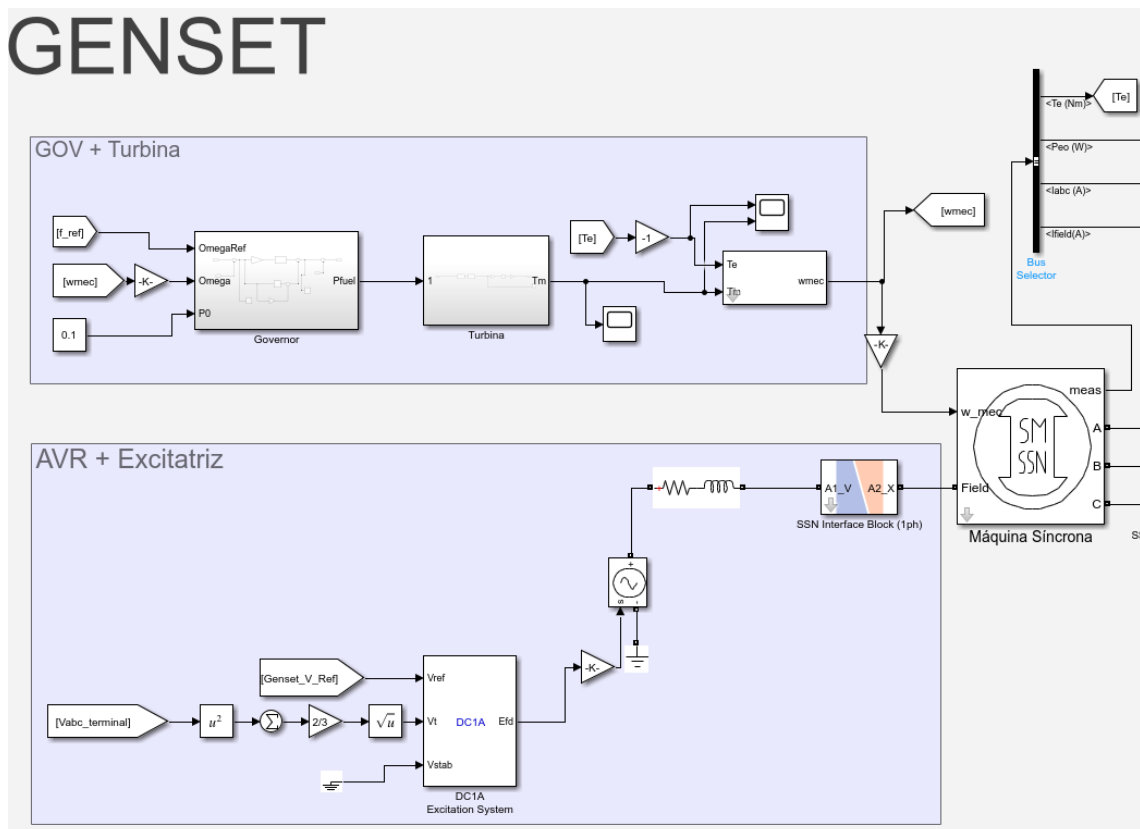 GENSET
GOV + Turbina
[f_ref]
[wmec]
-K-
0.1
OmegaRef
Omega
P0
Pfuel
Governor
1
Tm
Turbina
[Te]
-1
Te
Tm
wmec
[wmec]
-K-
<Te (Nm)>
[Te]
<Peo (W)>
<Iabc (A)>
<Ifield(A)>
Bus
Selector
w_mec
meas
A
B
C
Field
SM
SSN
Máquina Síncrona
AVR + Excitatriz
A1_V
A2_X
SSN Interface Block (1ph)
+
s
-
-K-
[Genset_V_Ref]
[Vabc_terminal]
u²
Σ
2/3
√u
Vref
Vt
Vstab
DC1A
Efd
DC1A
Excitation System